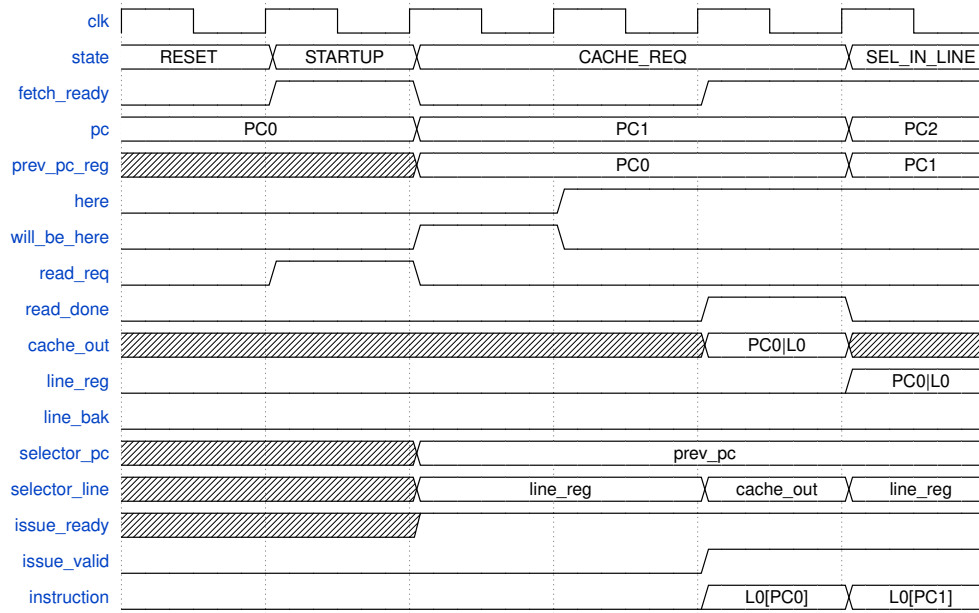 clk
state RESET STARTUP CACHE_REQ SEL_IN_LINE
fetch_ready
pc PC0 PC1 PC2
prev_pc_reg PC0 PC1
here
will_be_here
read_req
read_done
cache_out PC0|L0
line_reg PC0|L0
line_bak
selector_pc prev_pc
selector_line line_reg cache_out line_reg
issue_ready
issue_valid
instruction L0[PC0] L0[PC1]